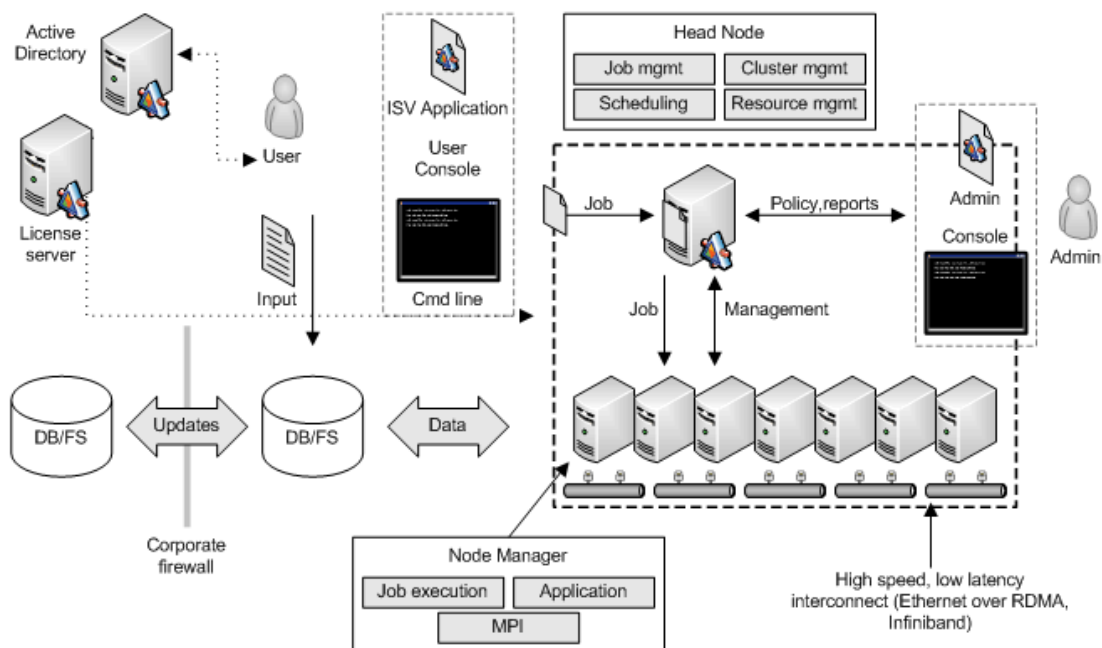 Active
Directory
User
License
server
Input
ISV Application
User
Console
Cmd line
Head Node
Job mgmt
Cluster mgmt
Scheduling
Resource mgmt
Job
Policy,reports
Admin
Console
Admin
Job
Management
DB/FS
Updates
DB/FS
Data
Corporate
firewall
Node Manager
Job execution
Application
MPI
High speed, low latency
interconnect (Ethernet over RDMA,
Infiniband)